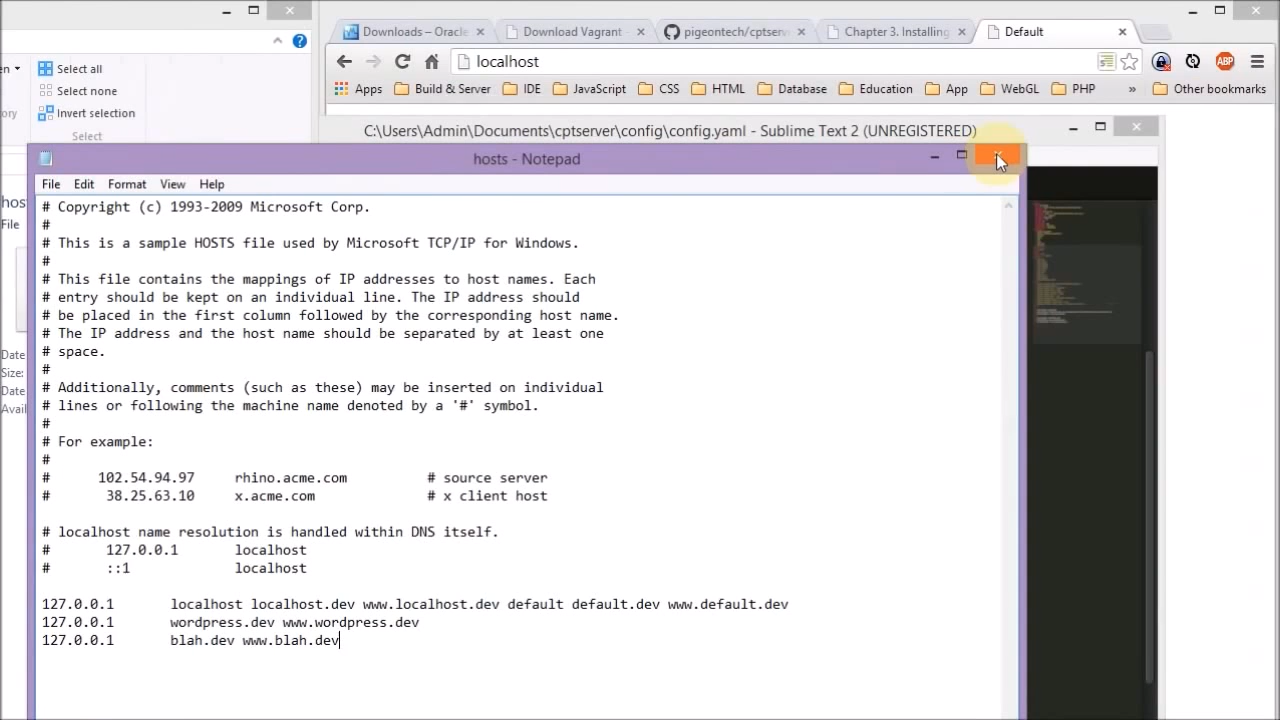 Downloads – Oracle
Download Vagrant
pigeontech/cptserv
Chapter 3. Installing
Default
localhost
Apps
Build & Server
IDE
JavaScript
CSS
HTML
Database
Education
App
WebGL
PHP
»
Other bookmarks
Select all
Select none
Invert selection
Select
C:\Users\Admin\Documents\cptserver\config\config.yaml - Sublime Text 2 (UNREGISTERED)
hosts - Notepad
File Edit Format View Help
# Copyright (c) 1993-2009 Microsoft Corp.
#
# This is a sample HOSTS file used by Microsoft TCP/IP for Windows.
#
# This file contains the mappings of IP addresses to host names. Each
# entry should be kept on an individual line. The IP address should
# be placed in the first column followed by the corresponding host name.
# The IP address and the host name should be separated by at least one
# space.
#
# Additionally, comments (such as these) may be inserted on individual
# lines or following the machine name denoted by a '#' symbol.
#
# For example:
#
# 102.54.94.97 rhino.acme.com # source server
# 38.25.63.10 x.acme.com # x client host
# localhost name resolution is handled within DNS itself.
# 127.0.0.1 localhost
# ::1 localhost
127.0.0.1 localhost localhost.dev www.localhost.dev default default.dev www.default.dev
127.0.0.1 wordpress.dev www.wordpress.dev
127.0.0.1 blah.dev www.blah.dev
hos
File
Date
Size:
Date
Avail